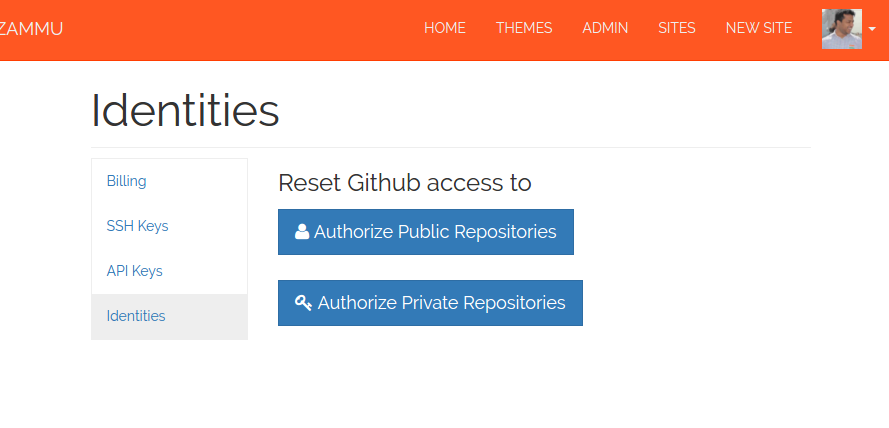 ZAMMU
HOME THEMES ADMIN SITES NEW SITE
Identities
Billing
SSH Keys
API Keys
Identities
Reset Github access to
Authorize Public Repositories
Authorize Private Repositories